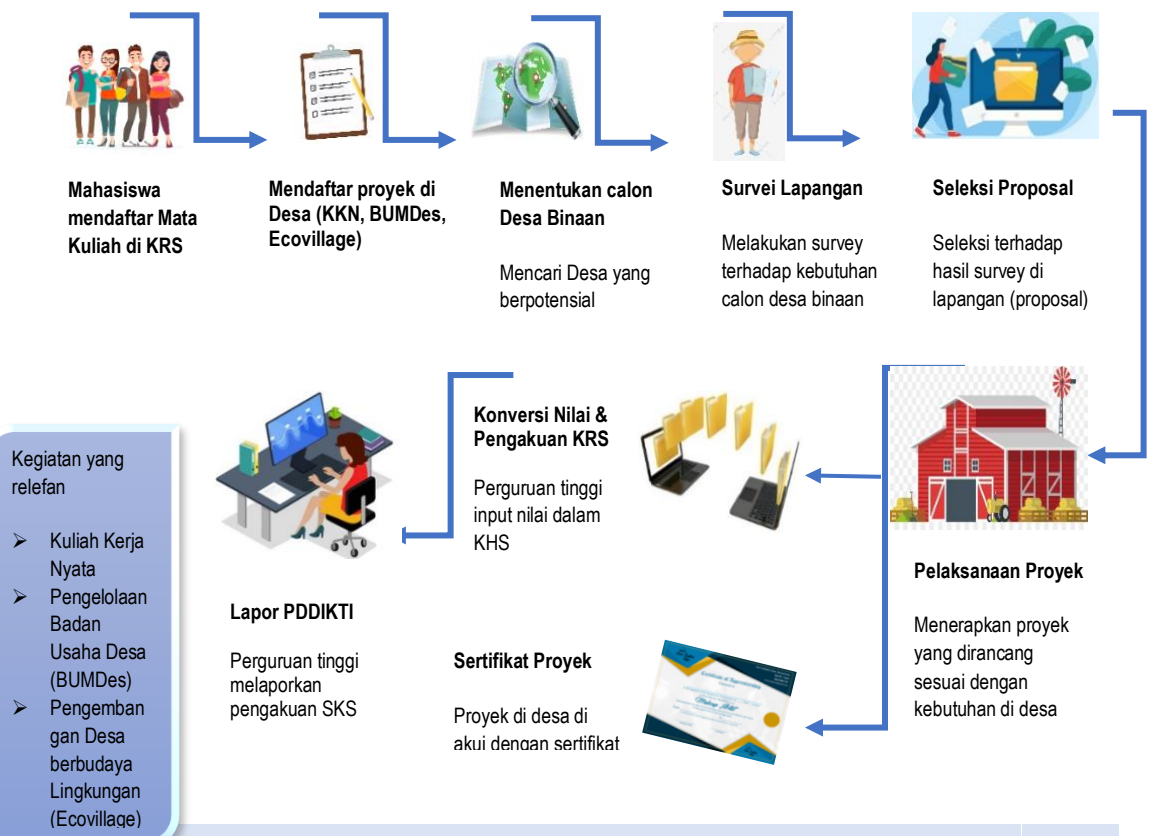 Mahasiswa
mendaftar Mata
Kuliah di KRS
Mendaftar proyek di
Desa (KKN, BUMDes,
Ecovillage)
Menentukan calon
Desa Binaan
Mencari Desa yang
berpotensial
Survei Lapangan
Melakukan survey
terhadap kebutuhan
calon desa binaan
Seleksi Proposal
Seleksi terhadap
hasil survey di
lapangan (proposal)
Kegiatan yang
relefan
➢ Kuliah Kerja
Nyata
➢ Pengelolaan
Badan
Usaha Desa
(BUMDes)
➢ Pengemban
gan Desa
berbudaya
Lingkungan
(Ecovillage)
Lapor PDDIKTI
Perguruan tinggi
melaporkan
pengakuan SKS
Konversi Nilai &
Pengakuan KRS
Perguruan tinggi
input nilai dalam
KHS
Sertifikat Proyek
Proyek di desa di
akui dengan sertifikat
Pelaksanaan Proyek
Menerapkan proyek
yang dirancang
sesuai dengan
kebutuhan di desa